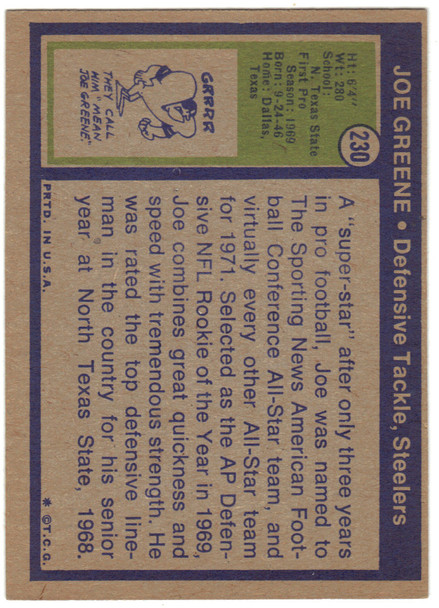 JOE GREENE • Defensive Tackle, Steelers
230
Ht: 6'4"
Wt: 280
School:
N. Texas State
First Pro
Season: 1969
Born: 9-24-46
Home: Dallas,
Texas
GRRRR
THEY CALL
HIM "MEAN
JOE GREENE."
A "super-star" after only three years
in pro football, Joe was named to
The Sporting News American Foot-
ball Conference All-Star team, and
virtually every other All-Star team
for 1971. Selected as the AP Defen-
sive NFL Rookie of the Year in 1969,
Joe combines great quickness and
speed with tremendous strength. He
was rated the top defensive line-
man in the country for his senior
year at North Texas State, 1968.
PRTD. IN U.S.A.
* ©T.C.G.